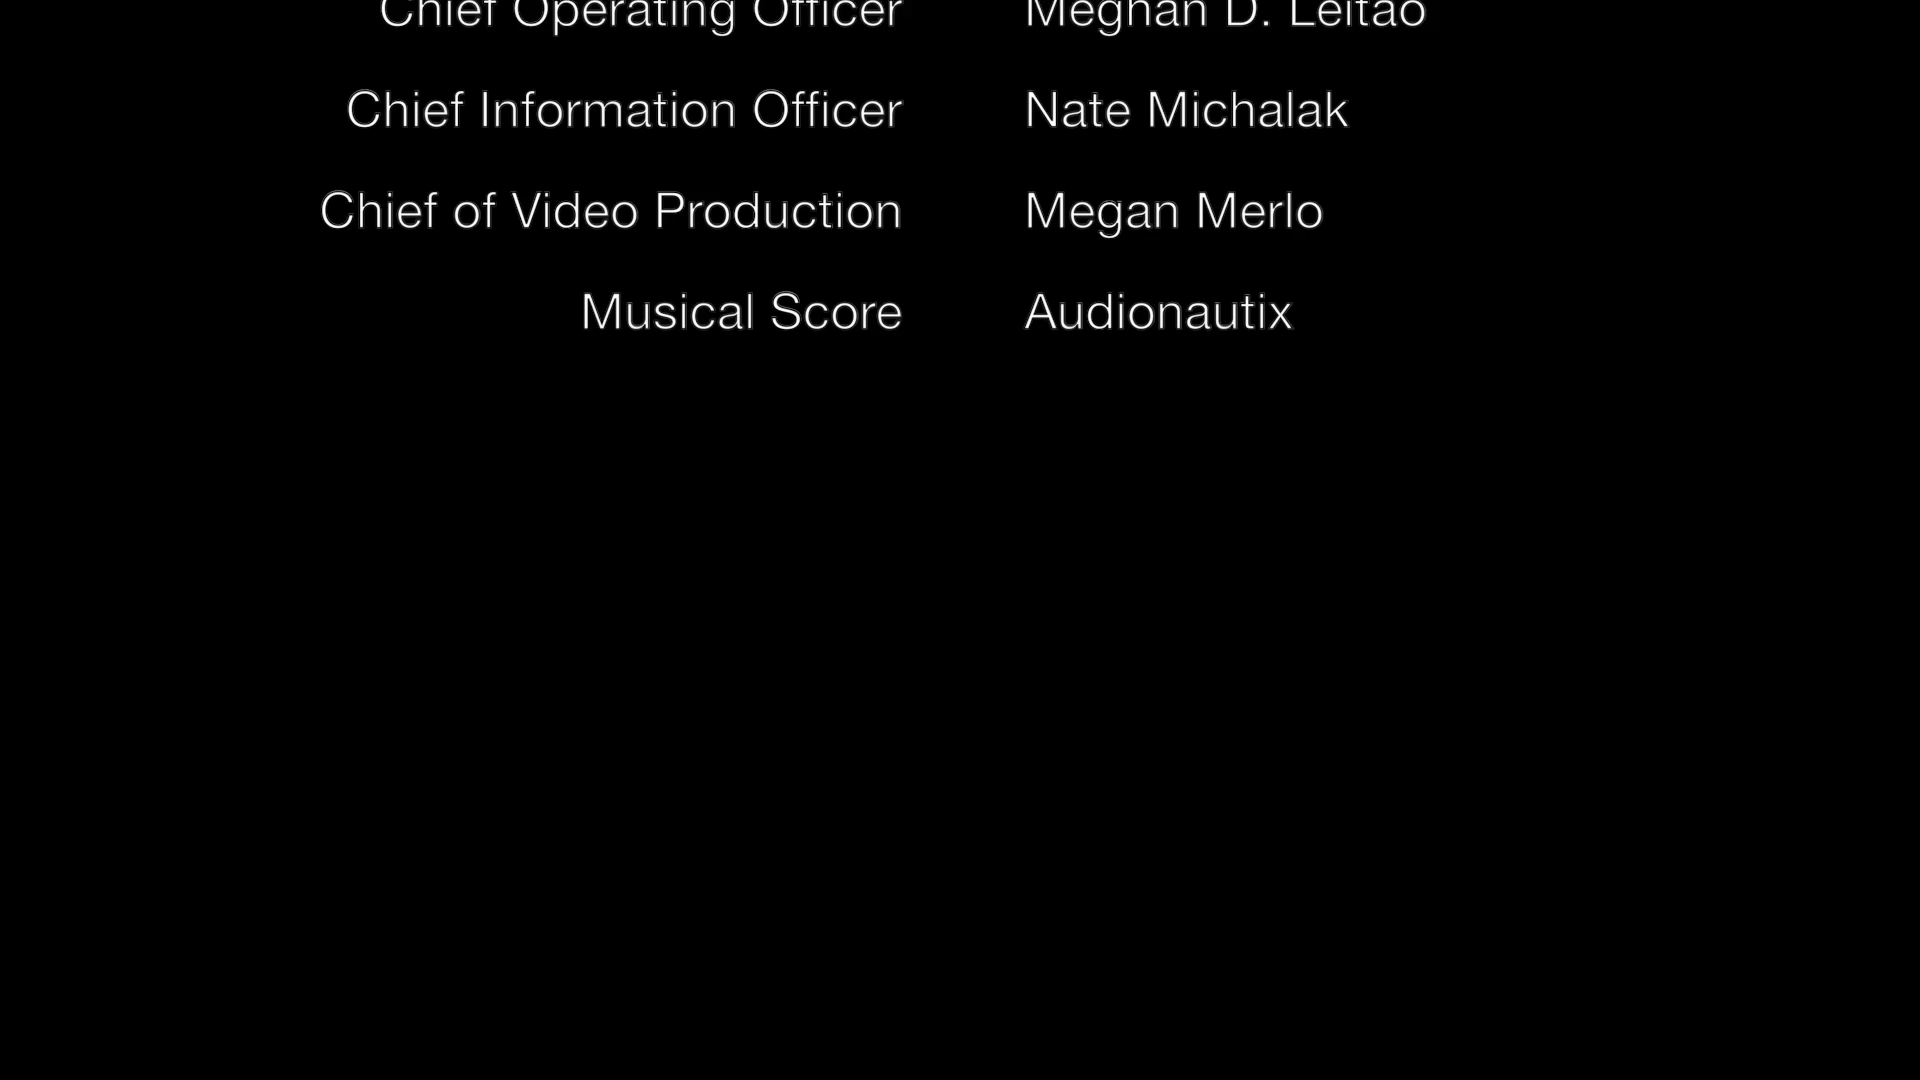 Chief Operating Officer Meghan D. Leitao
Chief Information Officer Nate Michalak
Chief of Video Production Megan Merlo
Musical Score Audionautix